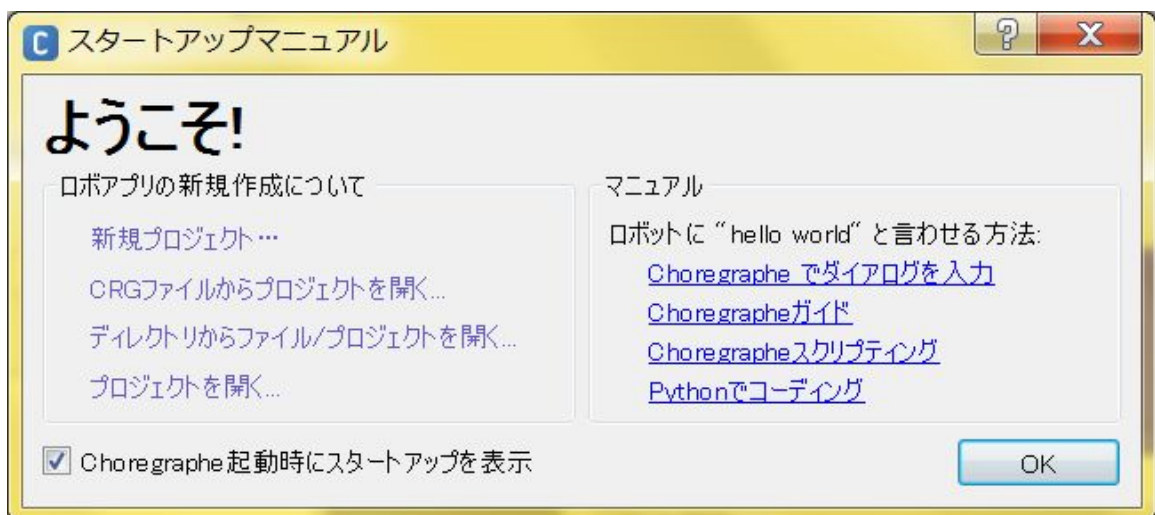 スタートアップマニュアル
ようこそ!
ロボアプリの新規作成について
新規プロジェクト…
CRGファイルからプロジェクトを開く...
ディレクトリからファイル/プロジェクトを開く...
プロジェクトを開く...
マニュアル
ロボットに “hello world” と言わせる方法:
Choregraphe でダイアログを入力
Choregrapheガイド
Choregrapheスクリプティング
Pythonでコーディング
Choregraphe起動時にスタートアップを表示
OK